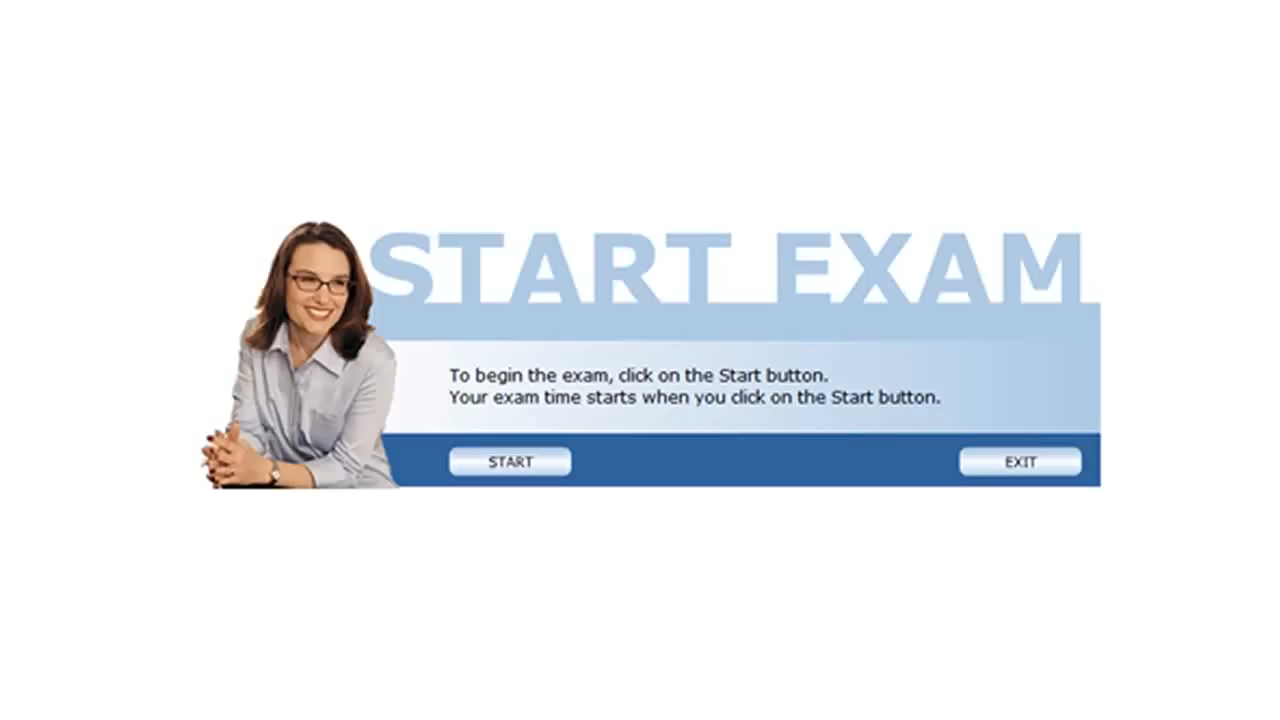 START EXAM
To begin the exam, click on the Start button.
Your exam time starts when you click on the Start button.
START
EXIT